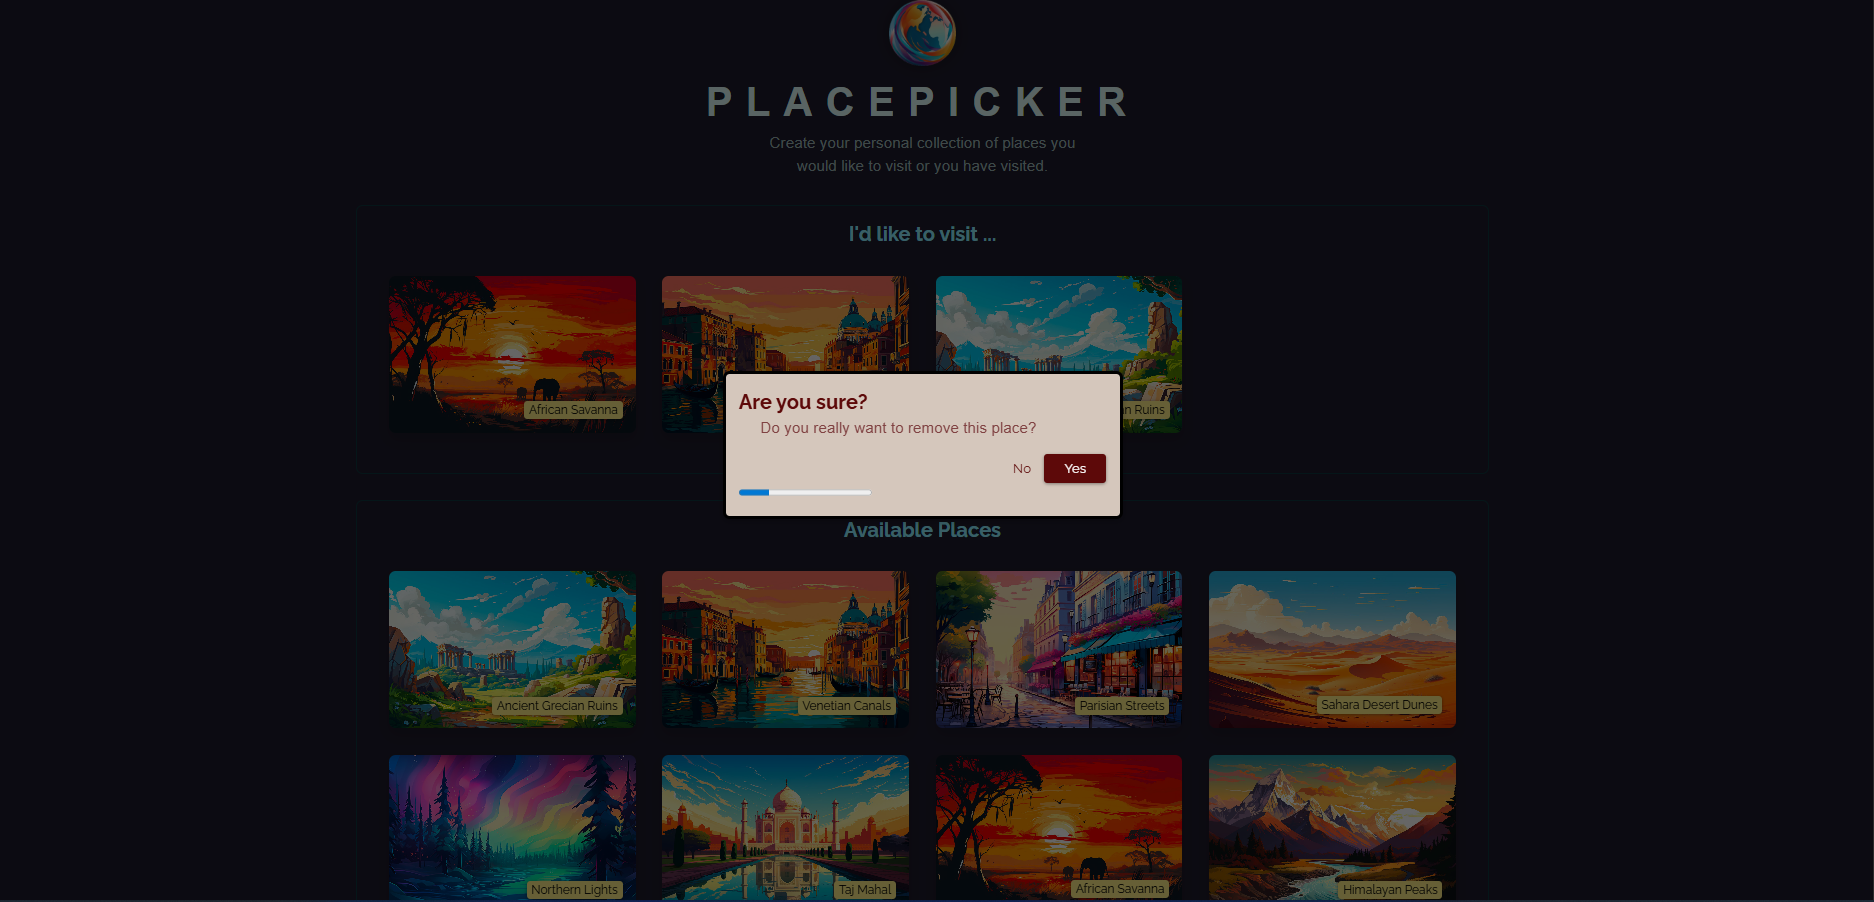 PLACEPICKER
Create your personal collection of places you
would like to visit or you have visited.
I'd like to visit ...
African Savanna
Ruins
Are you sure?
Do you really want to remove this place?
No
Yes
Available Places
Ancient Grecian Ruins
Venetian Canals
Parisian Streets
Sahara Desert Dunes
Northern Lights
Taj Mahal
African Savanna
Himalayan Peaks